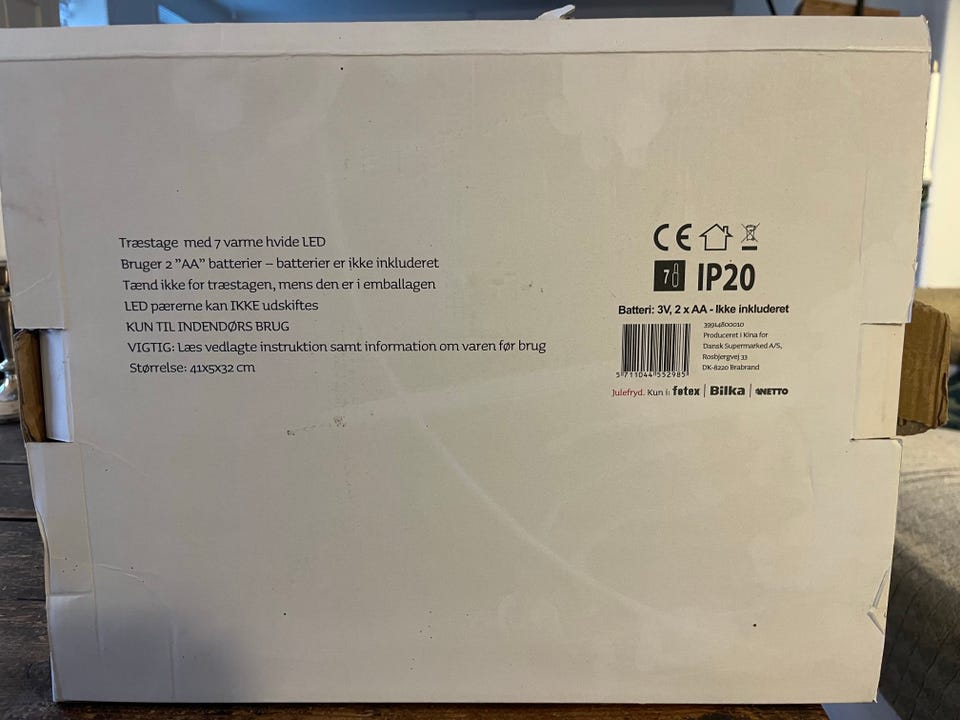 Træstage med 7 varme hvide LED
Bruger 2 "AA" batterier – batterier er ikke inkluderet
Tænd ikke for træstagen, mens den er i emballagen
LED pærerne kan IKKE udskiftes
KUN TIL INDENDØRS BRUG
VIGTIG: Læs vedlagte instruktion samt information om varen før brug
Størrelse: 41x5x32 cm
CE
7 IP20
Batteri: 3V, 2 x AA - Ikke inkluderet
39914800010
Produceret i Kina for
Dansk Supermarked A/S,
Rosbjergvej 33
DK-8220 Brabrand
5 711044 552985
Julefryd. Kun i: føtex | Bilka | NETTO